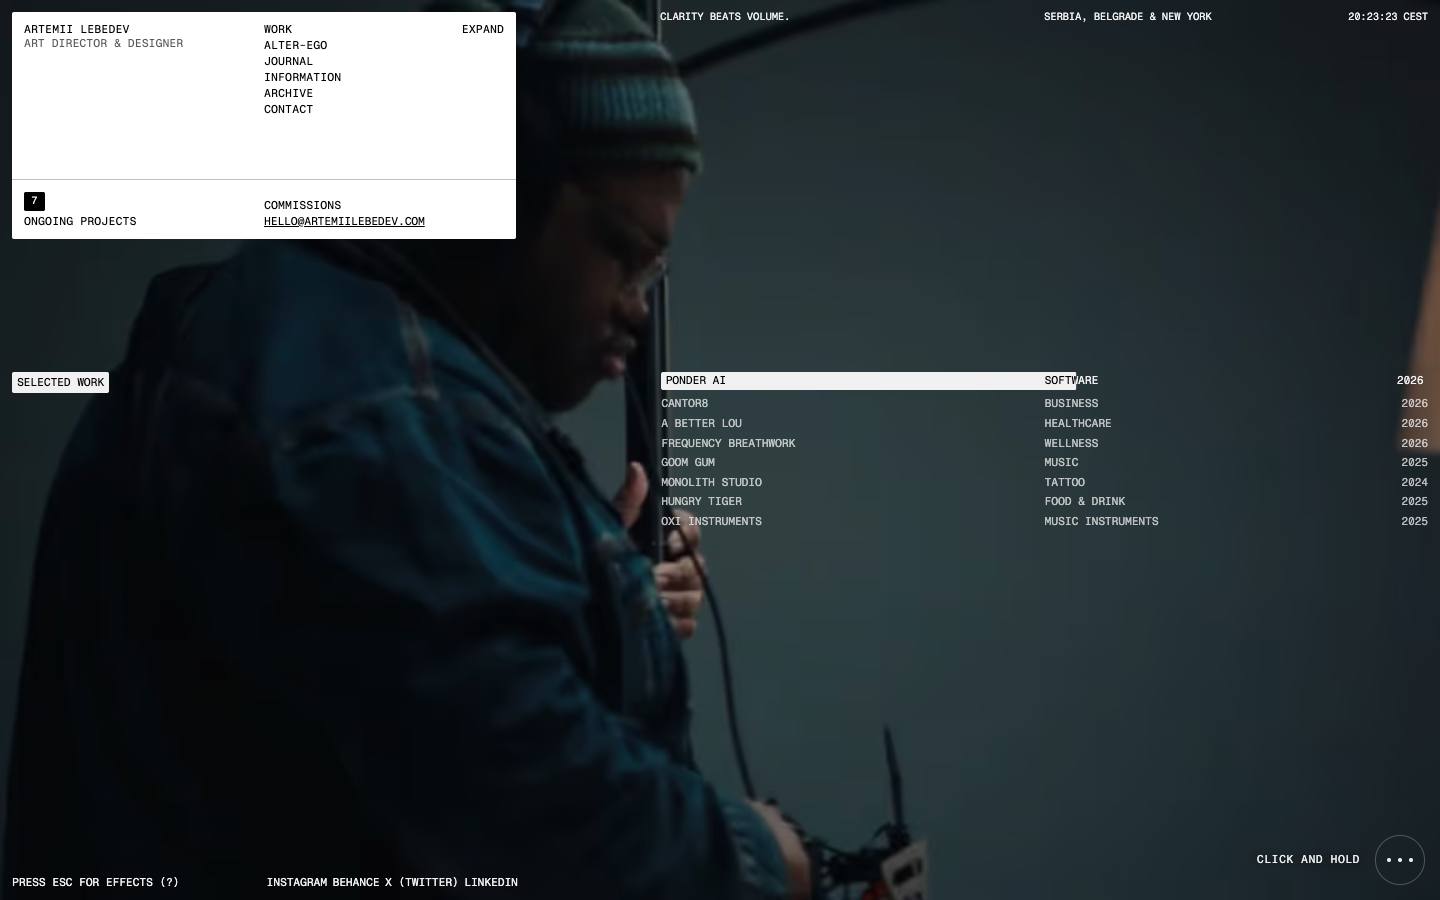 ARTEMII LEBEDEV
ART DIRECTOR & DESIGNER
WORK
ALTER-EGO
JOURNAL
INFORMATION
ARCHIVE
CONTACT
EXPAND
7
ONGOING PROJECTS
COMMISSIONS
HELLO@ARTEMIILEBEDEV.COM
CLARITY BEATS VOLUME.
SERBIA, BELGRADE & NEW YORK
20:23:23 CEST
SELECTED WORK
PONDER AI SOFTWARE 2026
CANTOR8 BUSINESS 2026
A BETTER LOU HEALTHCARE 2026
FREQUENCY BREATHWORK WELLNESS 2026
GOOM GUM MUSIC 2025
MONOLITH STUDIO TATTOO 2024
HUNGRY TIGER FOOD & DRINK 2025
OXI INSTRUMENTS MUSIC INSTRUMENTS 2025
CLICK AND HOLD
PRESS ESC FOR EFFECTS (?)
INSTAGRAM BEHANCE X (TWITTER) LINKEDIN